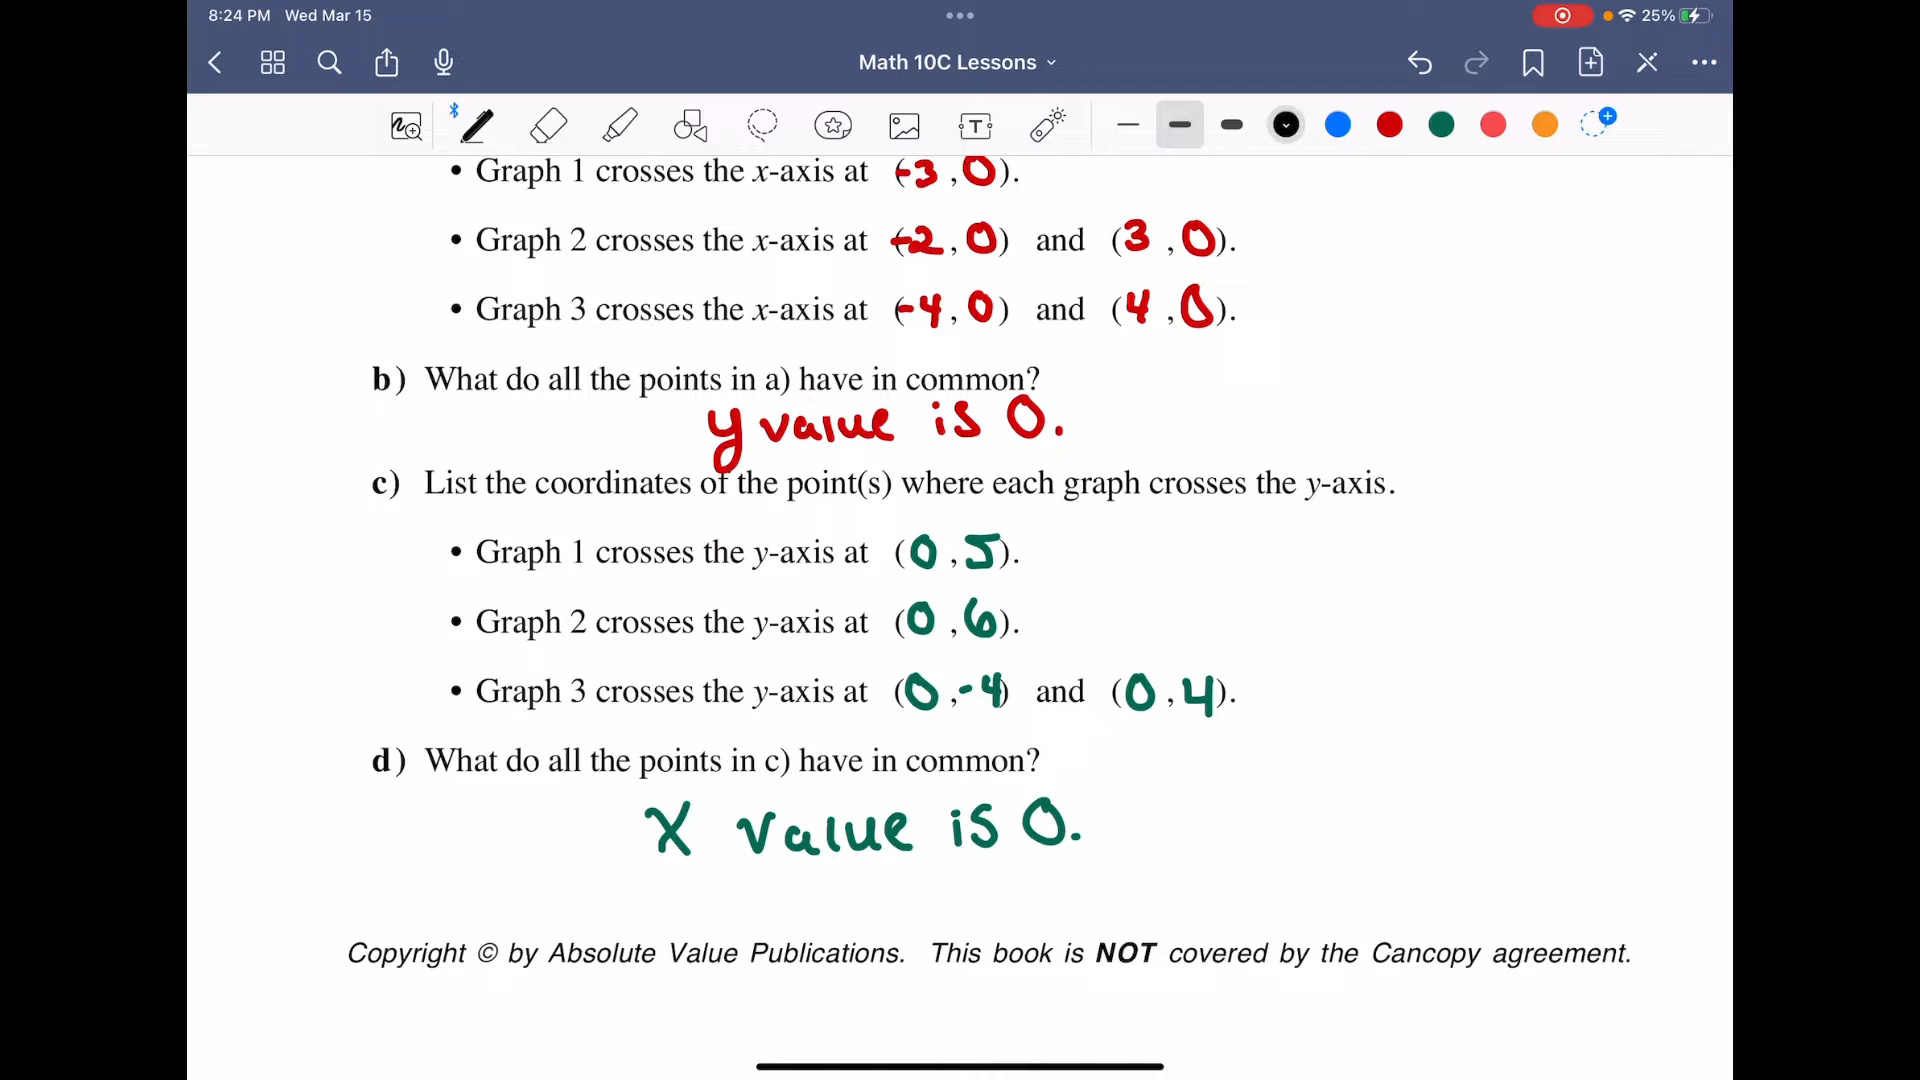 8:24 PM Wed Mar 15
25%
Math 10C Lessons
• Graph 1 crosses the x-axis at (-3, 0).
• Graph 2 crosses the x-axis at (-2, 0) and (3, 0).
• Graph 3 crosses the x-axis at (-4, 0) and (4, 0).
b) What do all the points in a) have in common?
y value is 0.
c) List the coordinates of the point(s) where each graph crosses the y-axis.
• Graph 1 crosses the y-axis at (0, 5).
• Graph 2 crosses the y-axis at (0, 6).
• Graph 3 crosses the y-axis at (0, -4) and (0, 4).
d) What do all the points in c) have in common?
x value is 0.
Copyright © by Absolute Value Publications. This book is NOT covered by the Cancopy agreement.